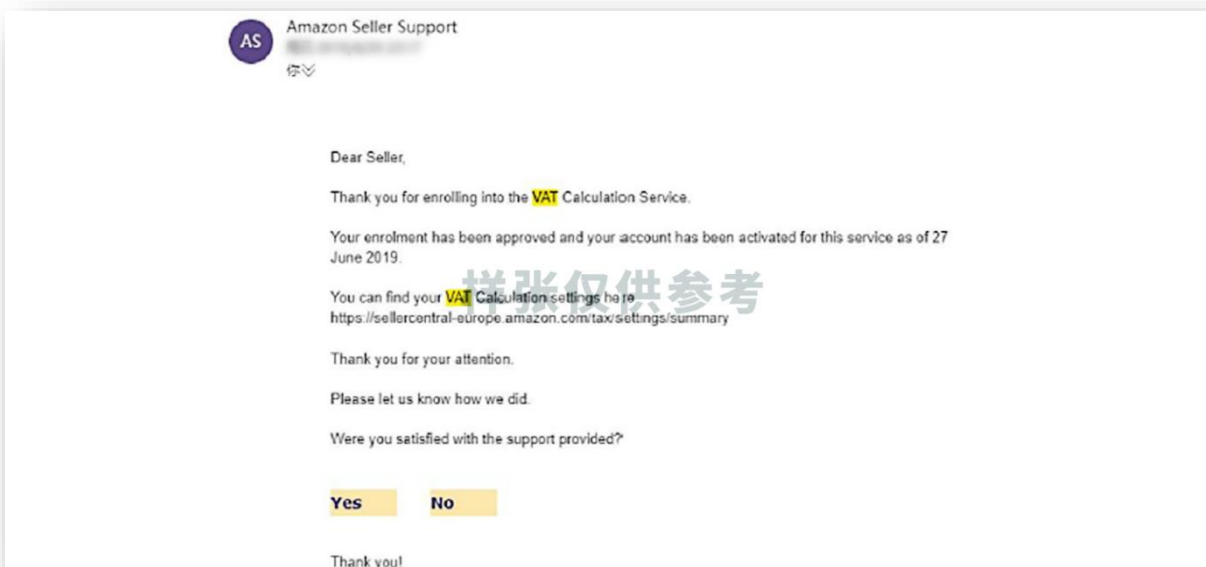 AS
Amazon Seller Support
你
Dear Seller,
Thank you for enrolling into the VAT Calculation Service.
Your enrolment has been approved and your account has been activated for this service as of 27
June 2019.
You can find your VAT Calculation settings here
https://sellercentral-europe.amazon.com/tax/settings/summary
样张仅供参考
Thank you for your attention.
Please let us know how we did.
Were you satisfied with the support provided?*
Yes No
Thank you!